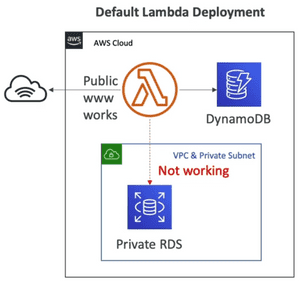 Default Lambda Deployment
aws
AWS Cloud
Public
www
works
DynamoDB
VPC & Private Subnet
Not working
Private RDS